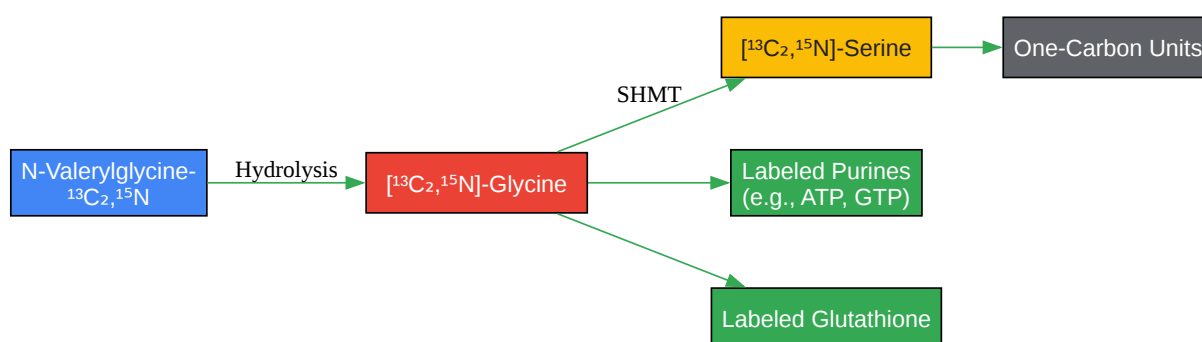 [¹³C₂,¹⁵N]-Serine
One-Carbon Units
SHMT
N-Valerylglycine-
¹³C₂,¹⁵N
Hydrolysis
[¹³C₂,¹⁵N]-Glycine
Labeled Purines
(e.g., ATP, GTP)
Labeled Glutathione